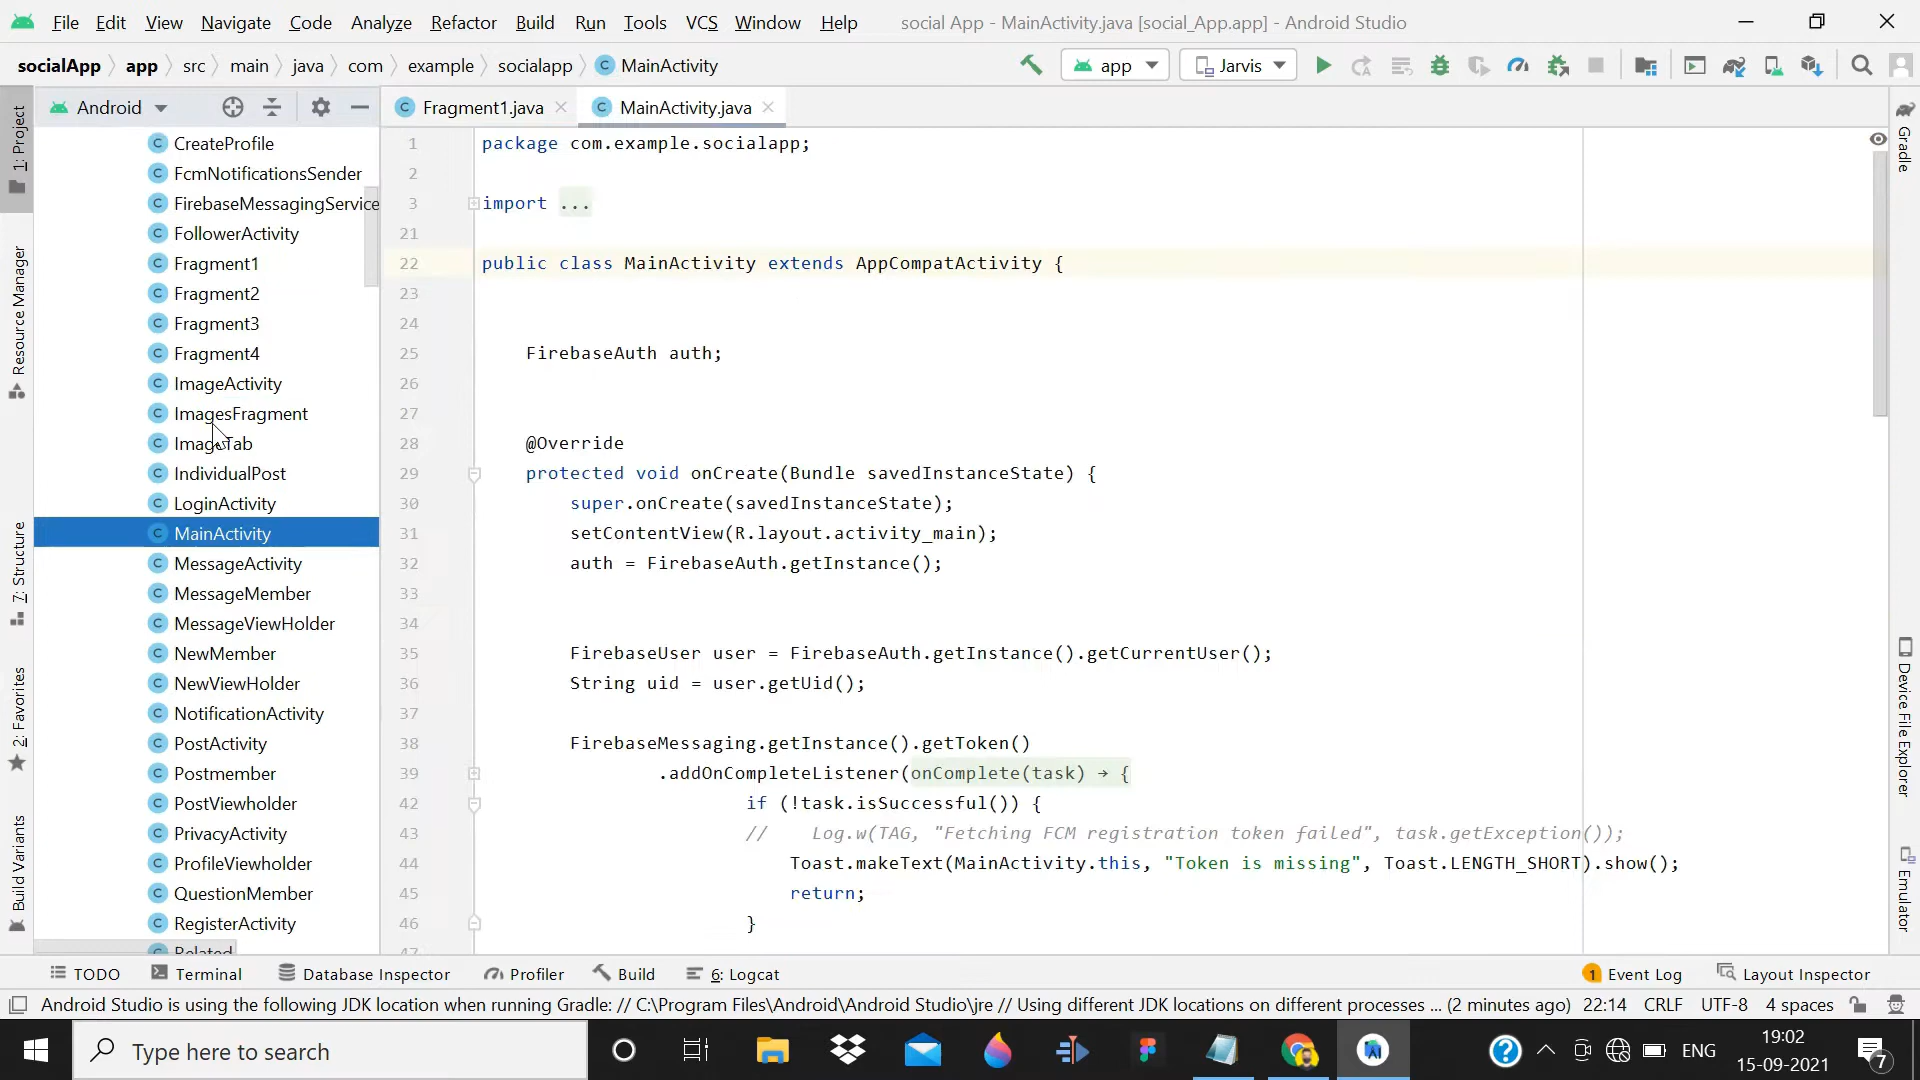 File Edit View Navigate Code Analyze Refactor Build Run Tools VCS Window Help social App - MainActivity.java [social_App.app] - Android Studio
socialApp app src main java com example socialapp MainActivity app Jarvis
Android
Fragment1.java
MainActivity.java
1: Project
Resource Manager
7: Structure
2: Favorites
Build Variants
CreateProfile
FcmNotificationsSender
FirebaseMessagingService
FollowerActivity
Fragment1
Fragment2
Fragment3
Fragment4
ImageActivity
ImagesFragment
ImageTab
IndividualPost
LoginActivity
MainActivity
MessageActivity
MessageMember
MessageViewHolder
NewMember
NewViewHolder
NotificationActivity
PostActivity
Postmember
PostViewholder
PrivacyActivity
ProfileViewholder
QuestionMember
RegisterActivity
Related
1 package com.example.socialapp;
2
3 import ...
21
22 public class MainActivity extends AppCompatActivity {
23
24
25 FirebaseAuth auth;
26
27
28 @Override
29 protected void onCreate(Bundle savedInstanceState) {
30 super.onCreate(savedInstanceState);
31 setContentView(R.layout.activity_main);
32 auth = FirebaseAuth.getInstance();
33
34
35 FirebaseUser user = FirebaseAuth.getInstance().getCurrentUser();
36 String uid = user.getUid();
37
38 FirebaseMessaging.getInstance().getToken()
39 .addOnCompleteListener(onComplete(task) → {
42 if (!task.isSuccessful()) {
43 // Log.w(TAG, "Fetching FCM registration token failed", task.getException());
44 Toast.makeText(MainActivity.this, "Token is missing", Toast.LENGTH_SHORT).show();
45 return;
46 }
47
Gradle
Device File Explorer
Emulator
TODO Terminal Database Inspector Profiler Build 6: Logcat 1 Event Log Layout Inspector
Android Studio is using the following JDK location when running Gradle: // C:\Program Files\Android\Android Studio\jre // Using different JDK locations on different processes ... (2 minutes ago) 22:14 CRLF UTF-8 4 spaces
Type here to search
ENG
19:02
15-09-2021
7